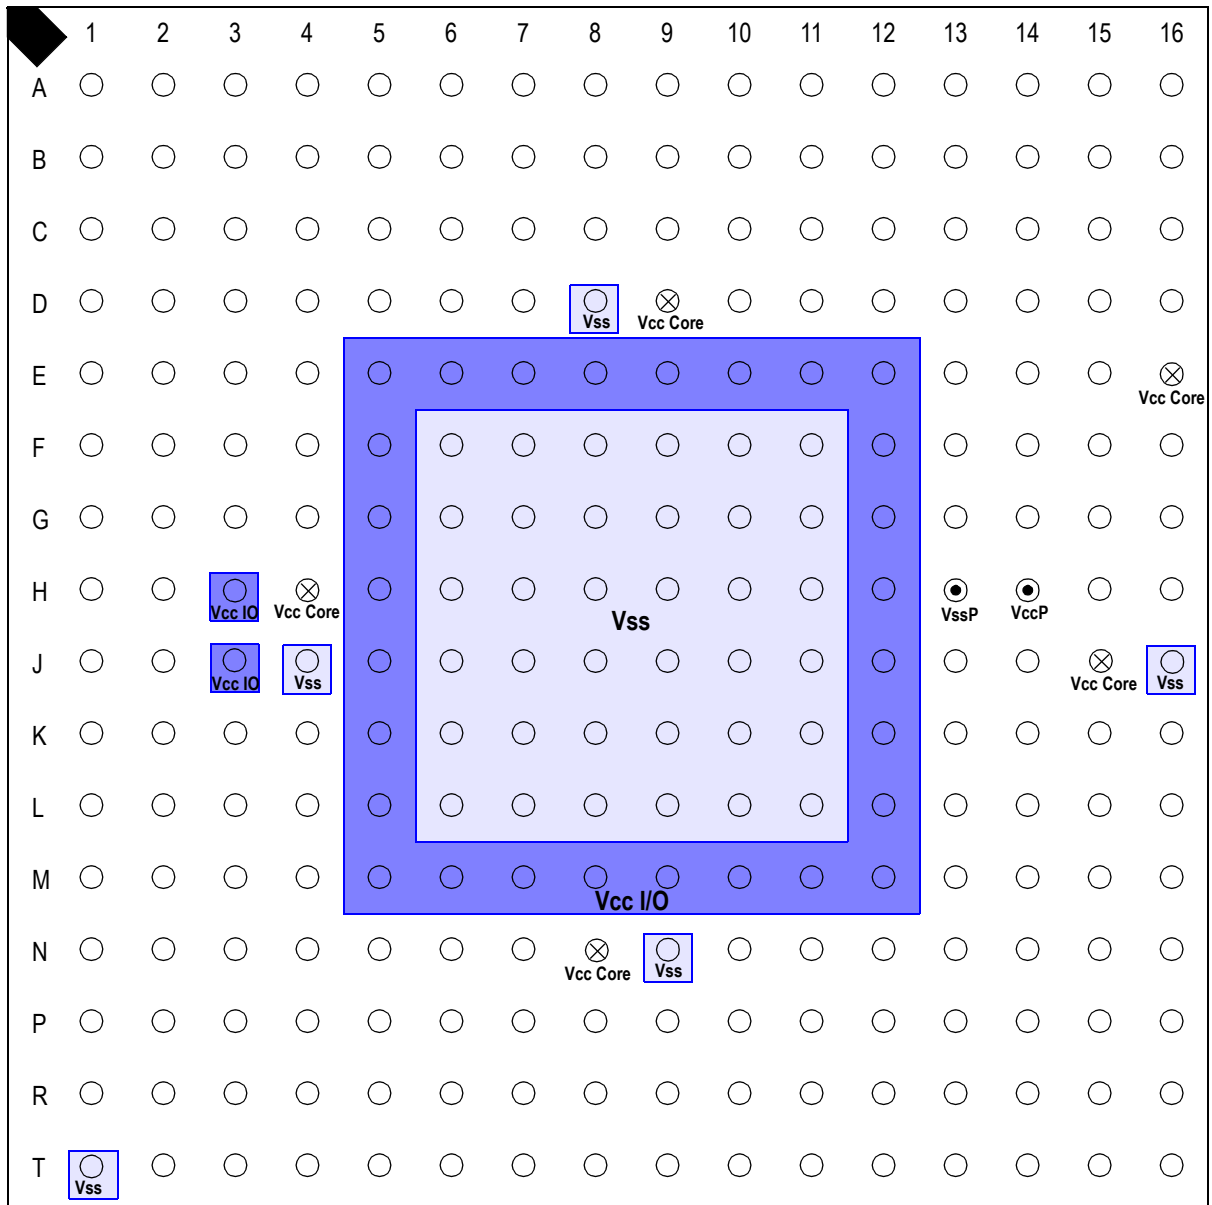 1 2 3 4 5 6 7 8 9 10 11 12 13 14 15 16
A
B
C
D
Vss Vcc Core
E
Vcc Core
F
G
H
Vcc IO Vcc Core VssP VccP
Vss
J
Vcc IO Vss Vcc Core Vss
K
L
M
Vcc I/O
N
Vcc Core Vss
P
R
T
Vss